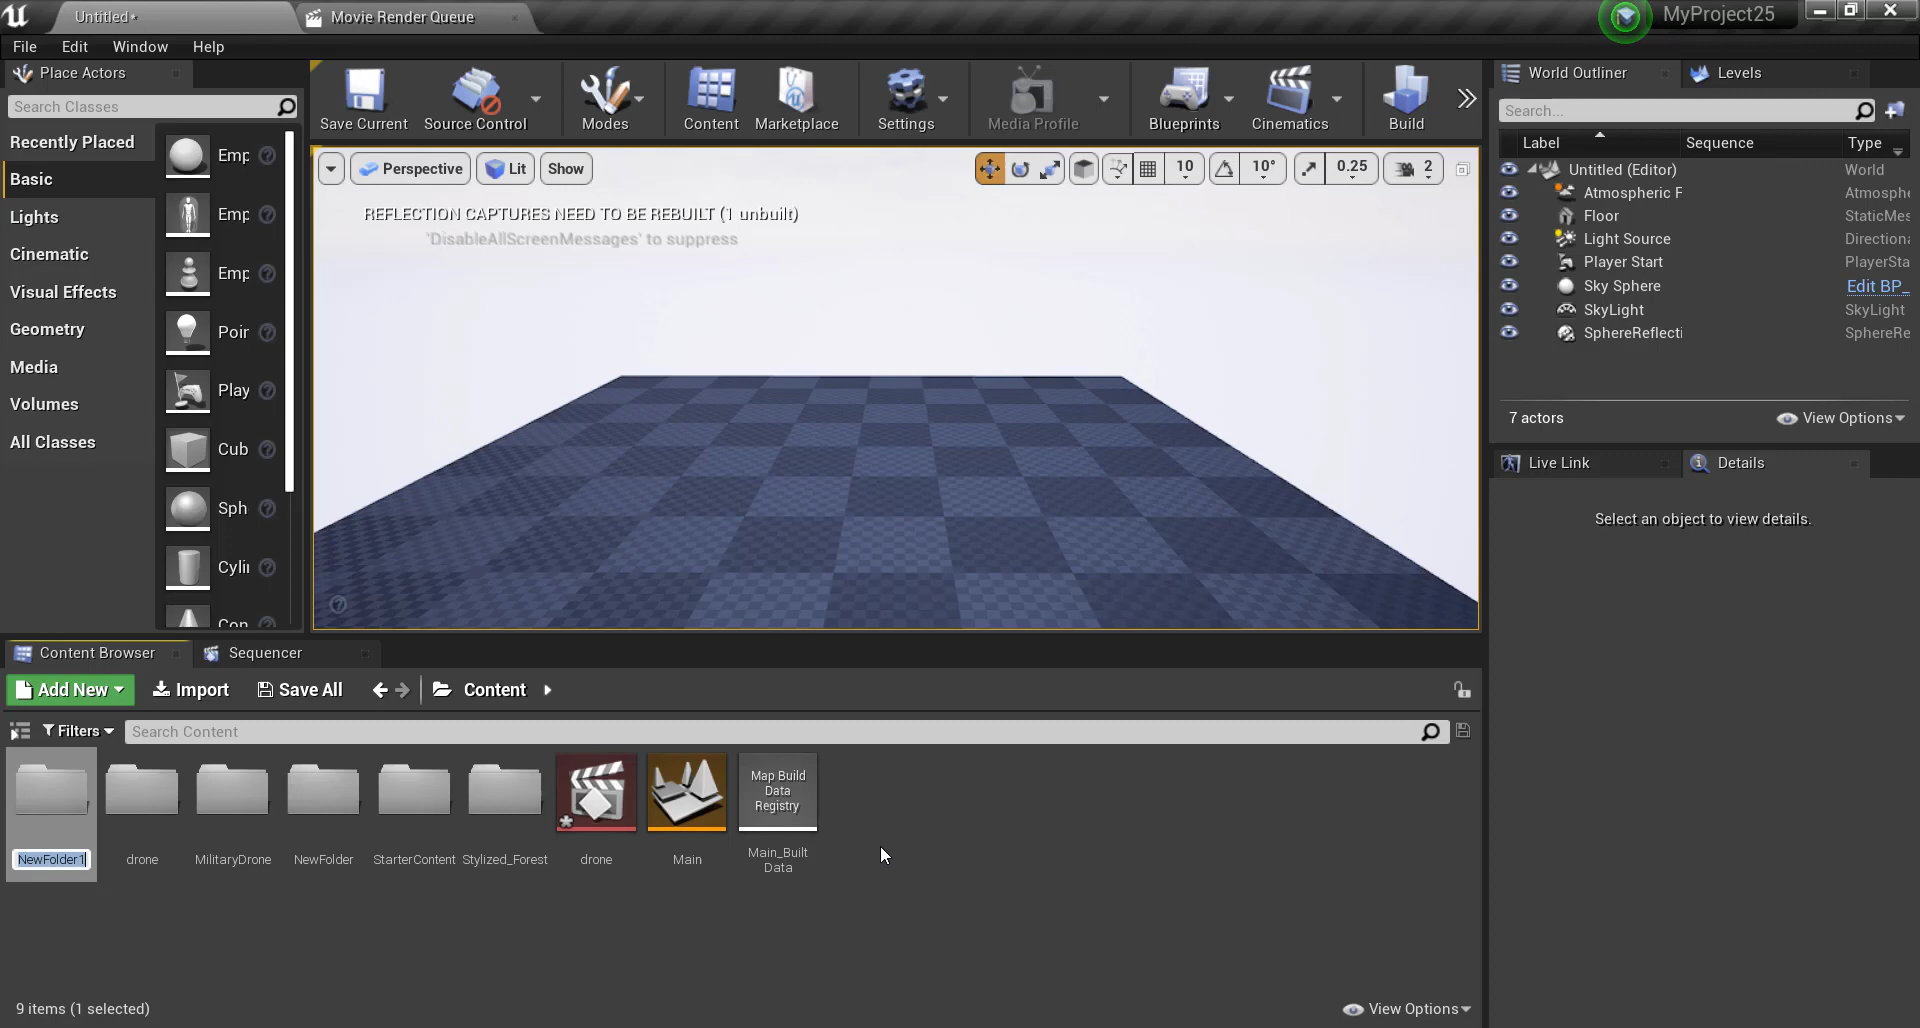 Untitled*
Movie Render Queue
MyProject25
File Edit Window Help
Place Actors
Search Classes
Recently Placed
Basic
Lights
Cinematic
Visual Effects
Geometry
Media
Volumes
All Classes
Emp
Emp
Emp
Poin
Play
Cub
Sph
Cylin
Con
Save Current
Source Control
Modes
Content
Marketplace
Settings
Media Profile
Blueprints
Cinematics
Build
Perspective
Lit
Show
10
10°
0.25
2
REFLECTION CAPTURES NEED TO BE REBUILT (1 unbuilt)
'DisableAllScreenMessages' to suppress
World Outliner
Levels
Search...
Label Sequence Type
Untitled (Editor) World
Atmospheric F Atmosphe
Floor StaticMes
Light Source Directiona
Player Start PlayerSta
Sky Sphere Edit BP_
SkyLight SkyLight
SphereReflecti SphereRe
7 actors
View Options
Live Link
Details
Select an object to view details.
Content Browser
Sequencer
Add New
Import
Save All
Content
Filters
Search Content
NewFolder1
drone
MilitaryDrone
NewFolder
StarterContent
Stylized_Forest
drone
Main
Map Build
Data
Registry
Main_Built
Data
9 items (1 selected)
View Options